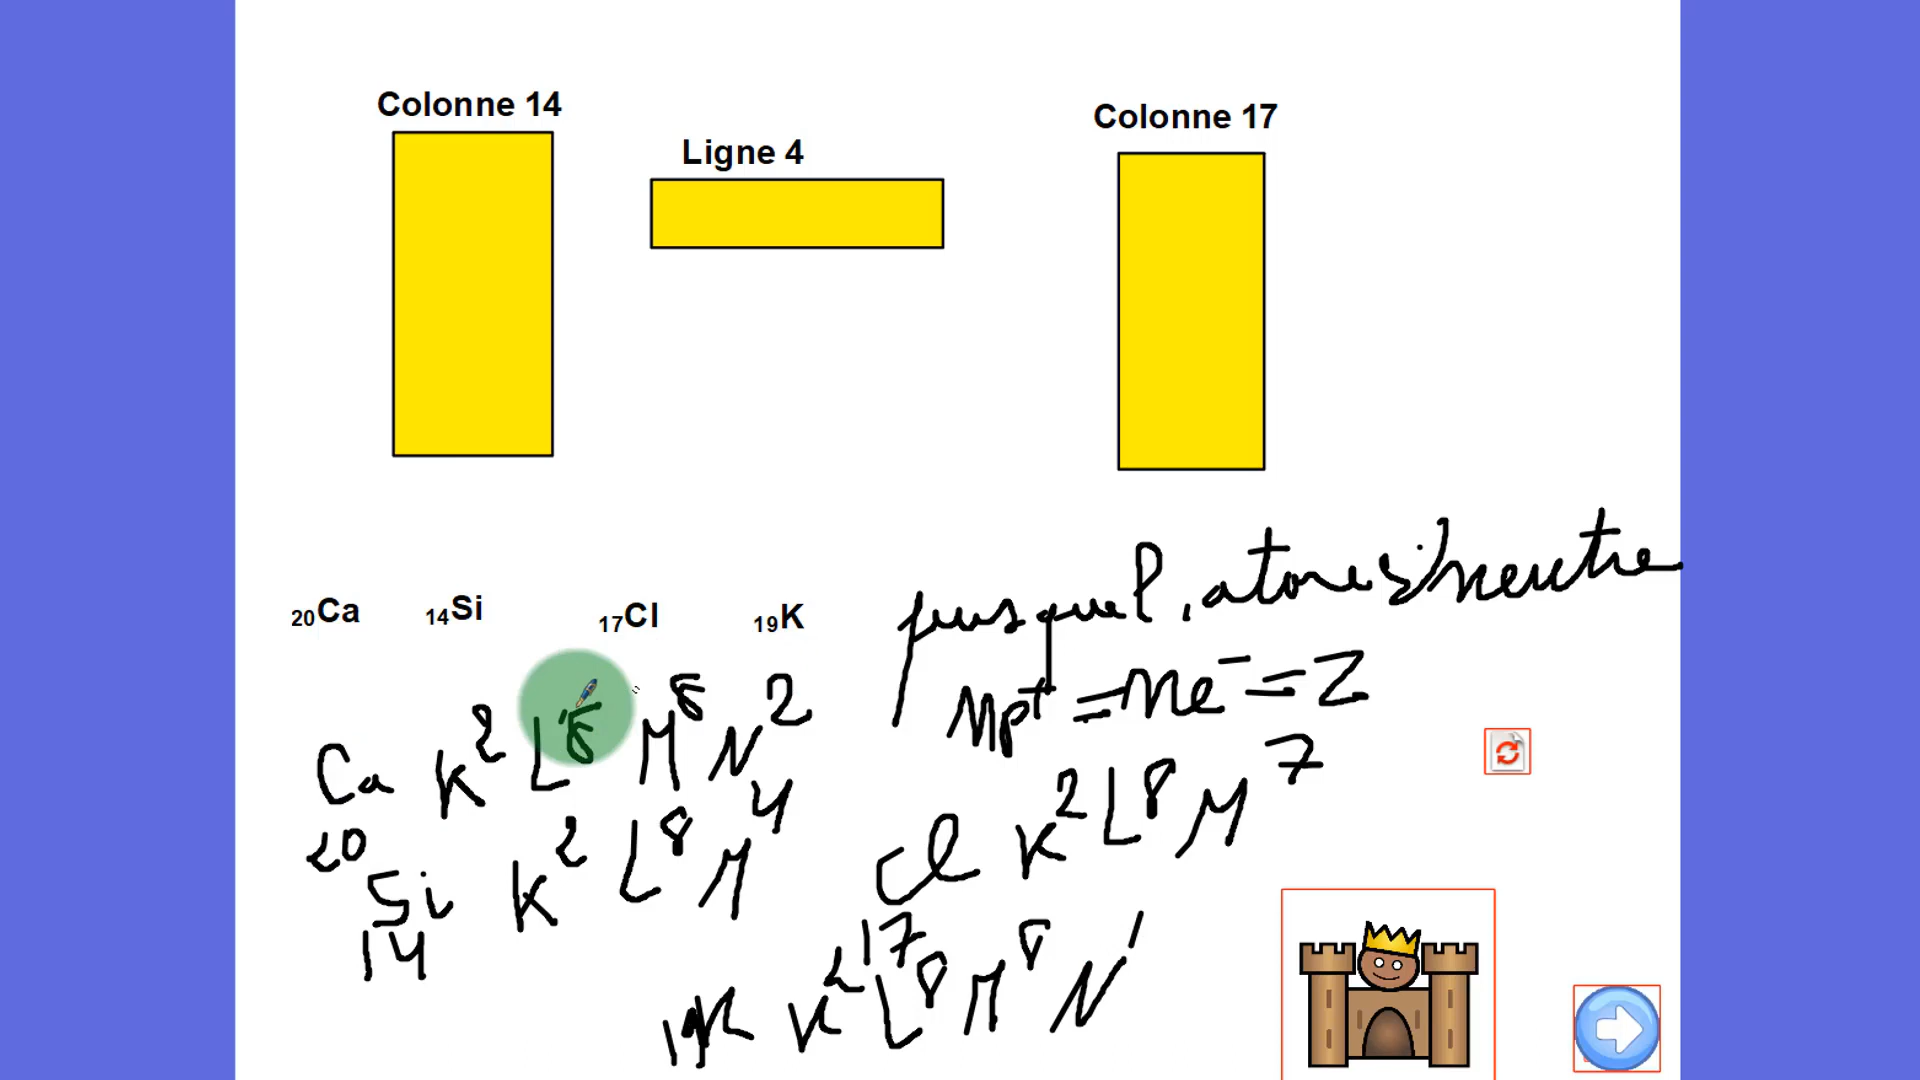 Colonne 14
Ligne 4
Colonne 17
20Ca 14Si 17Cl 19K
puisque l'atome s' neutre
Np+ = Ne- = Z
Ca K2 L8 M8 N2
20
Si K2 L8 M4
14
Cl K2 L8 M7
17
19K K2 L8 M8 N1